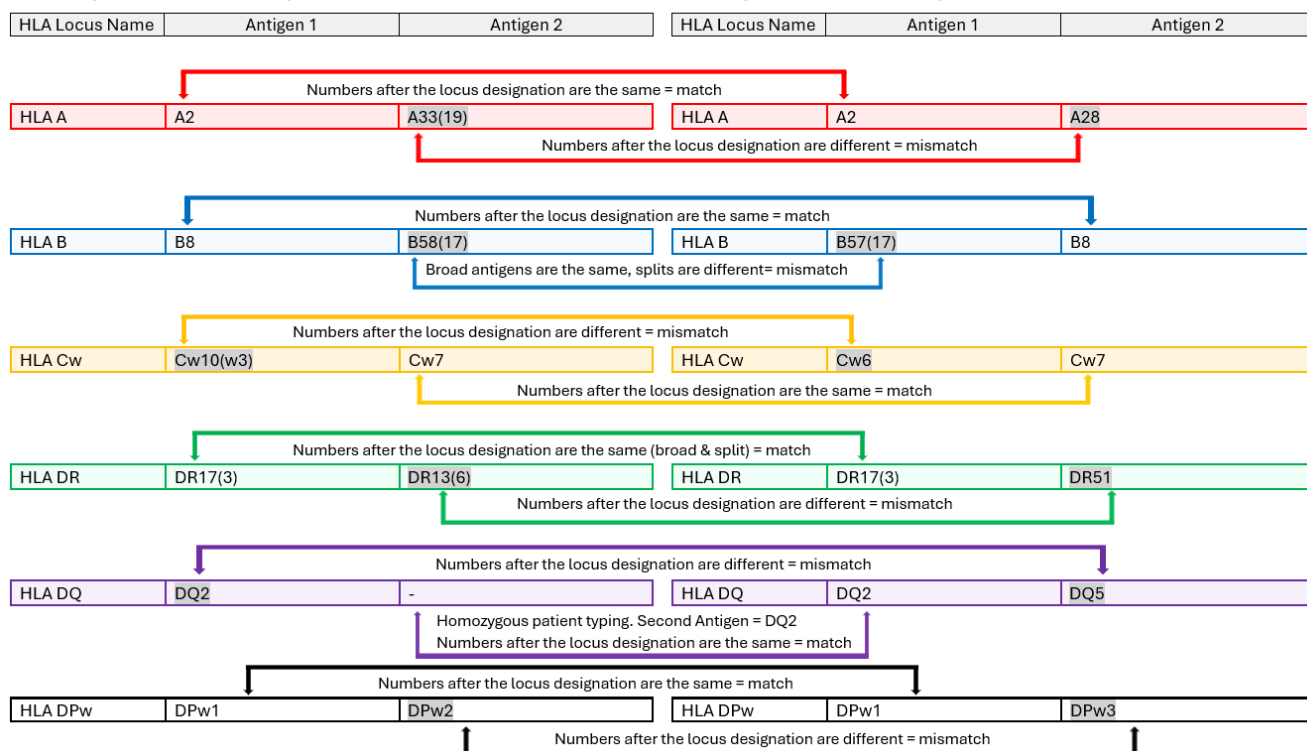 HLA Locus Name Antigen 1 Antigen 2 HLA Locus Name Antigen 1 Antigen 2
Numbers after the locus designation are the same = match
HLA A A2 A33(19) HLA A A2 A28
Numbers after the locus designation are different = mismatch
Numbers after the locus designation are the same = match
HLA B B8 B58(17) HLA B B57(17) B8
Broad antigens are the same, splits are different= mismatch
Numbers after the locus designation are different = mismatch
HLA Cw Cw10(w3) Cw7 HLA Cw Cw6 Cw7
Numbers after the locus designation are the same = match
Numbers after the locus designation are the same (broad & split) = match
HLA DR DR17(3) DR13(6) HLA DR DR17(3) DR51
Numbers after the locus designation are different = mismatch
Numbers after the locus designation are different = mismatch
HLA DQ DQ2 - HLA DQ DQ2 DQ5
Homozygous patient typing. Second Antigen = DQ2
Numbers after the locus designation are the same = match
Numbers after the locus designation are the same = match
HLA DPw DPw1 DPw2 HLA DPw DPw1 DPw3
Numbers after the locus designation are different = mismatch